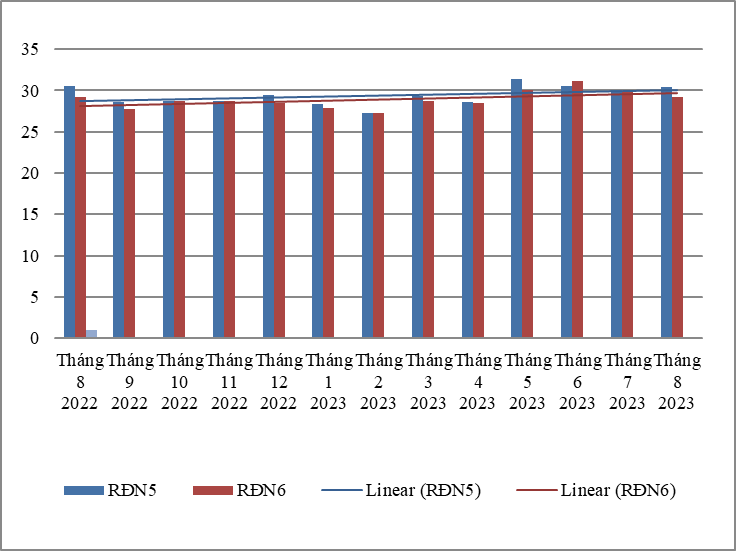 35
30
25
20
15
10
5
0
Tháng Tháng Tháng Tháng Tháng Tháng Tháng Tháng Tháng Tháng Tháng Tháng Tháng
8 9 10 11 12 1 2 3 4 5 6 7 8
2022 2022 2022 2022 2022 2023 2023 2023 2023 2023 2023 2023 2023
RĐN5 RĐN6 Linear (RĐN5) Linear (RĐN6)